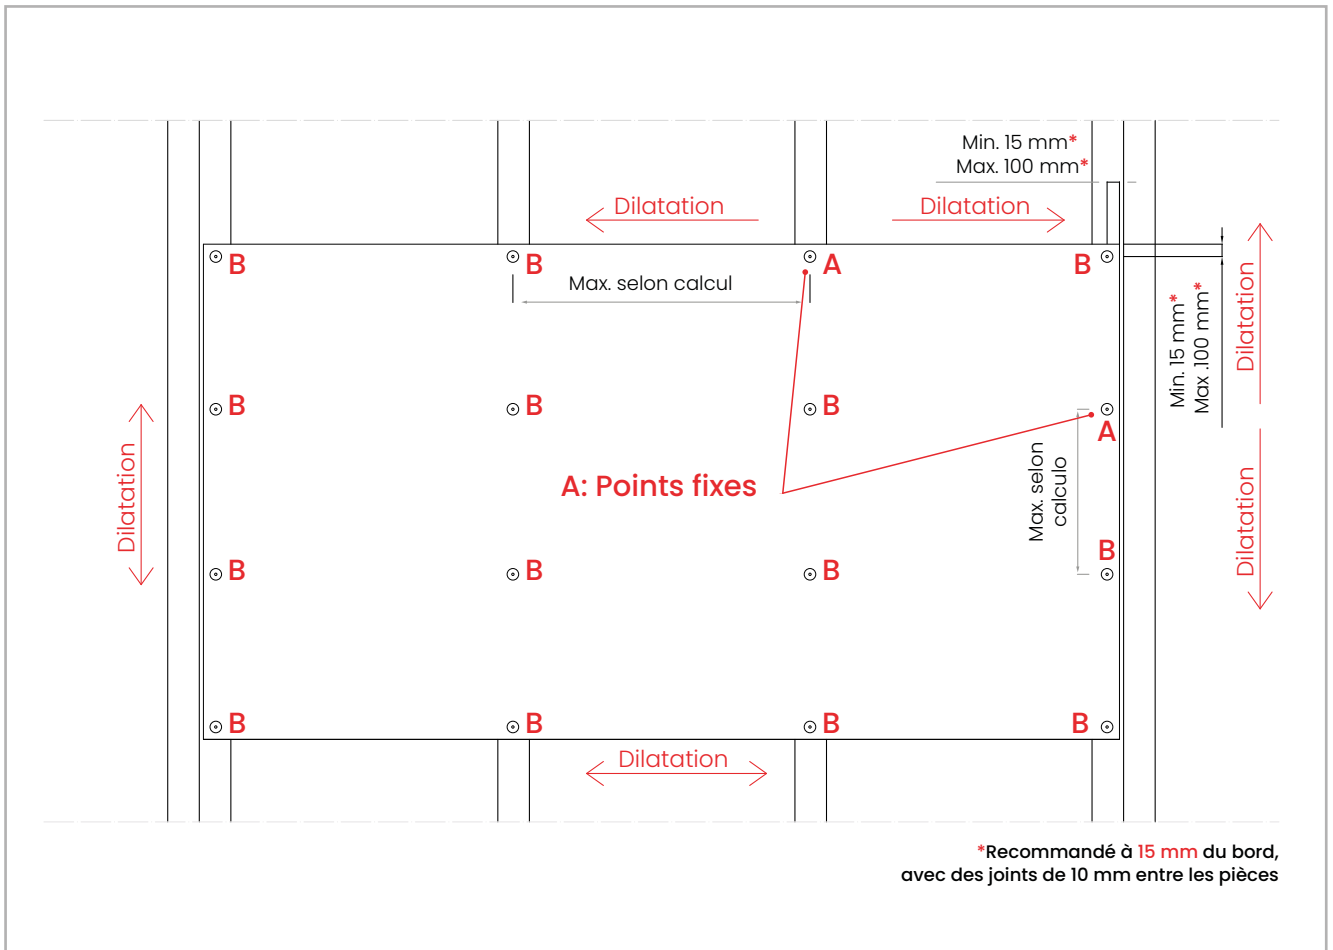 Min. 15 mm*
Max. 100 mm*
Dilatation
Dilatation
B
B
A
B
Max. selon calcul
Min. 15 mm*
Max .100 mm*
Dilatation
B
B
B
A
Dilatation
A: Points fixes
Max. selon
calculo
Dilatation
B
B
B
B
B
B
B
B
Dilatation
*Recommandé à 15 mm du bord,
avec des joints de 10 mm entre les pièces